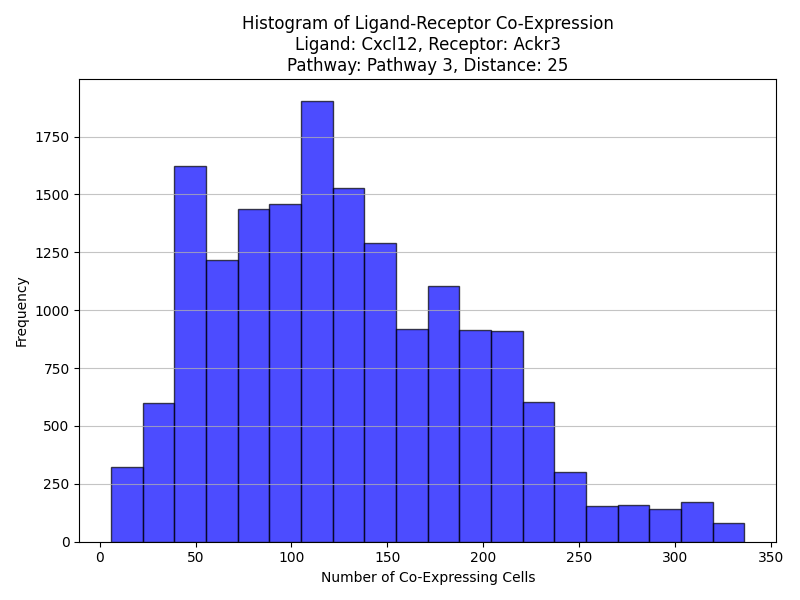 Histogram of Ligand-Receptor Co-Expression
Ligand: Cxcl12, Receptor: Ackr3
Pathway: Pathway 3, Distance: 25
1750
1500
1250
1000
750
500
250
0
Frequency
0 50 100 150 200 250 300 350
Number of Co-Expressing Cells